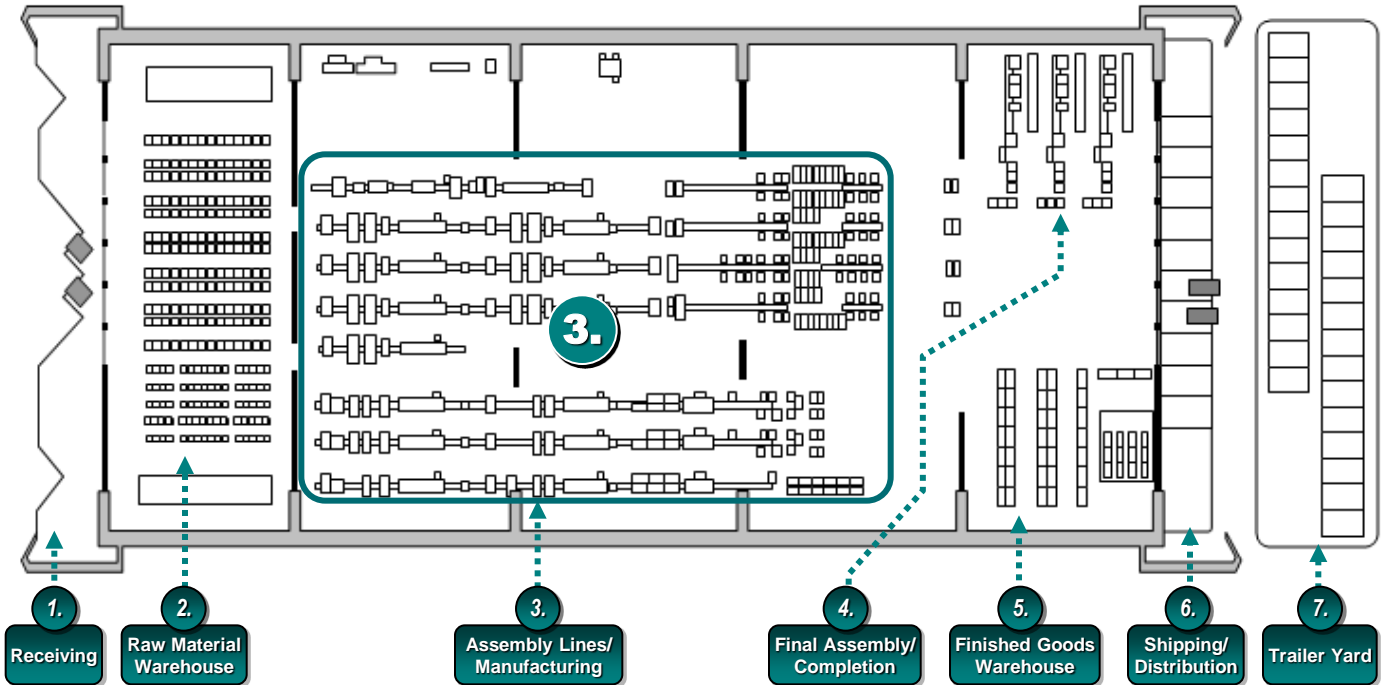 3.
1.
Receiving
2.
Raw Material
Warehouse
3.
Assembly Lines/
Manufacturing
4.
Final Assembly/
Completion
5.
Finished Goods
Warehouse
6.
Shipping/
Distribution
7.
Trailer Yard